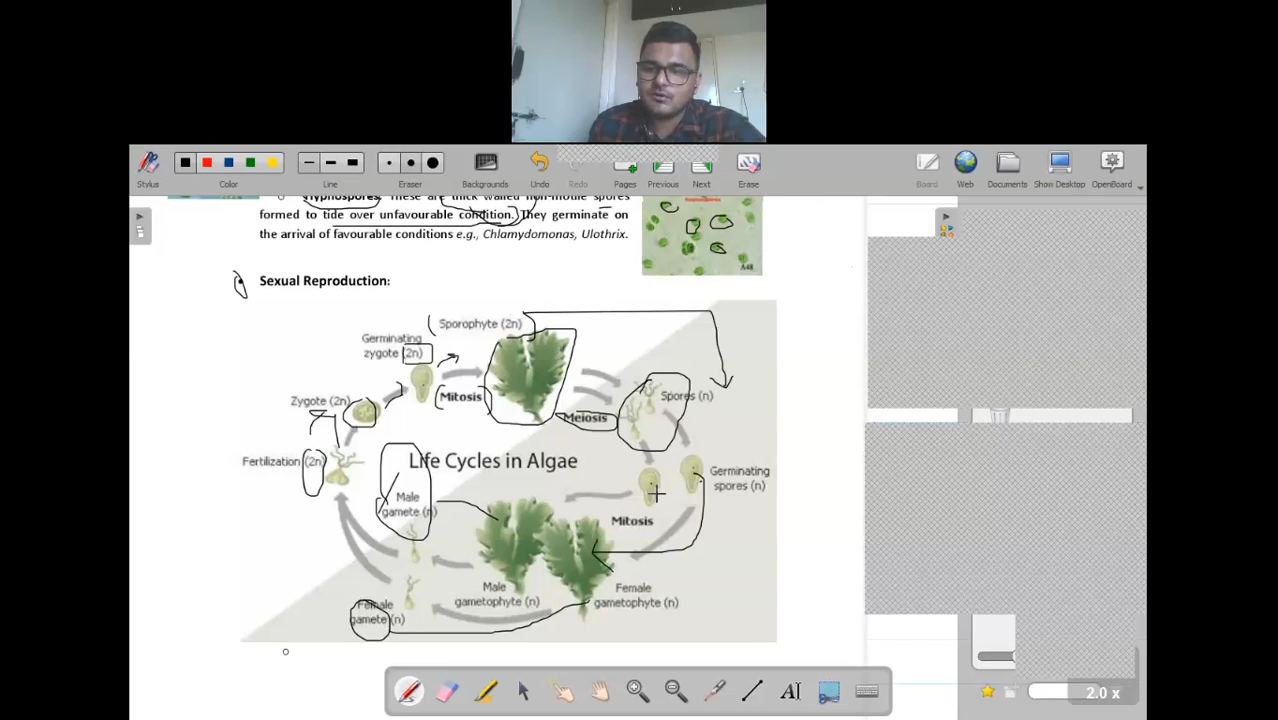 Stylus
Color
Line
Eraser
Backgrounds
Undo
Redo
Pages
Previous
Next
Erase
Board
Web
Documents
Show Desktop
OpenBoard
Hypnospores: These are thick walled non-motile spores
formed to tide over unfavourable condition. They germinate on
the arrival of favourable conditions e.g., Chlamydomonas, Ulothrix.
A48
Sexual Reproduction:
Sporophyte (2n)
Germinating
zygote (2n)
Mitosis
Zygote (2n)
Meiosis
Spores (n)
Fertilization (2n)
Life Cycles in Algae
Germinating
spores (n)
Male
gamete (n)
Mitosis
Male
gametophyte (n)
Female
gametophyte (n)
Female
gamete (n)
2.0 x